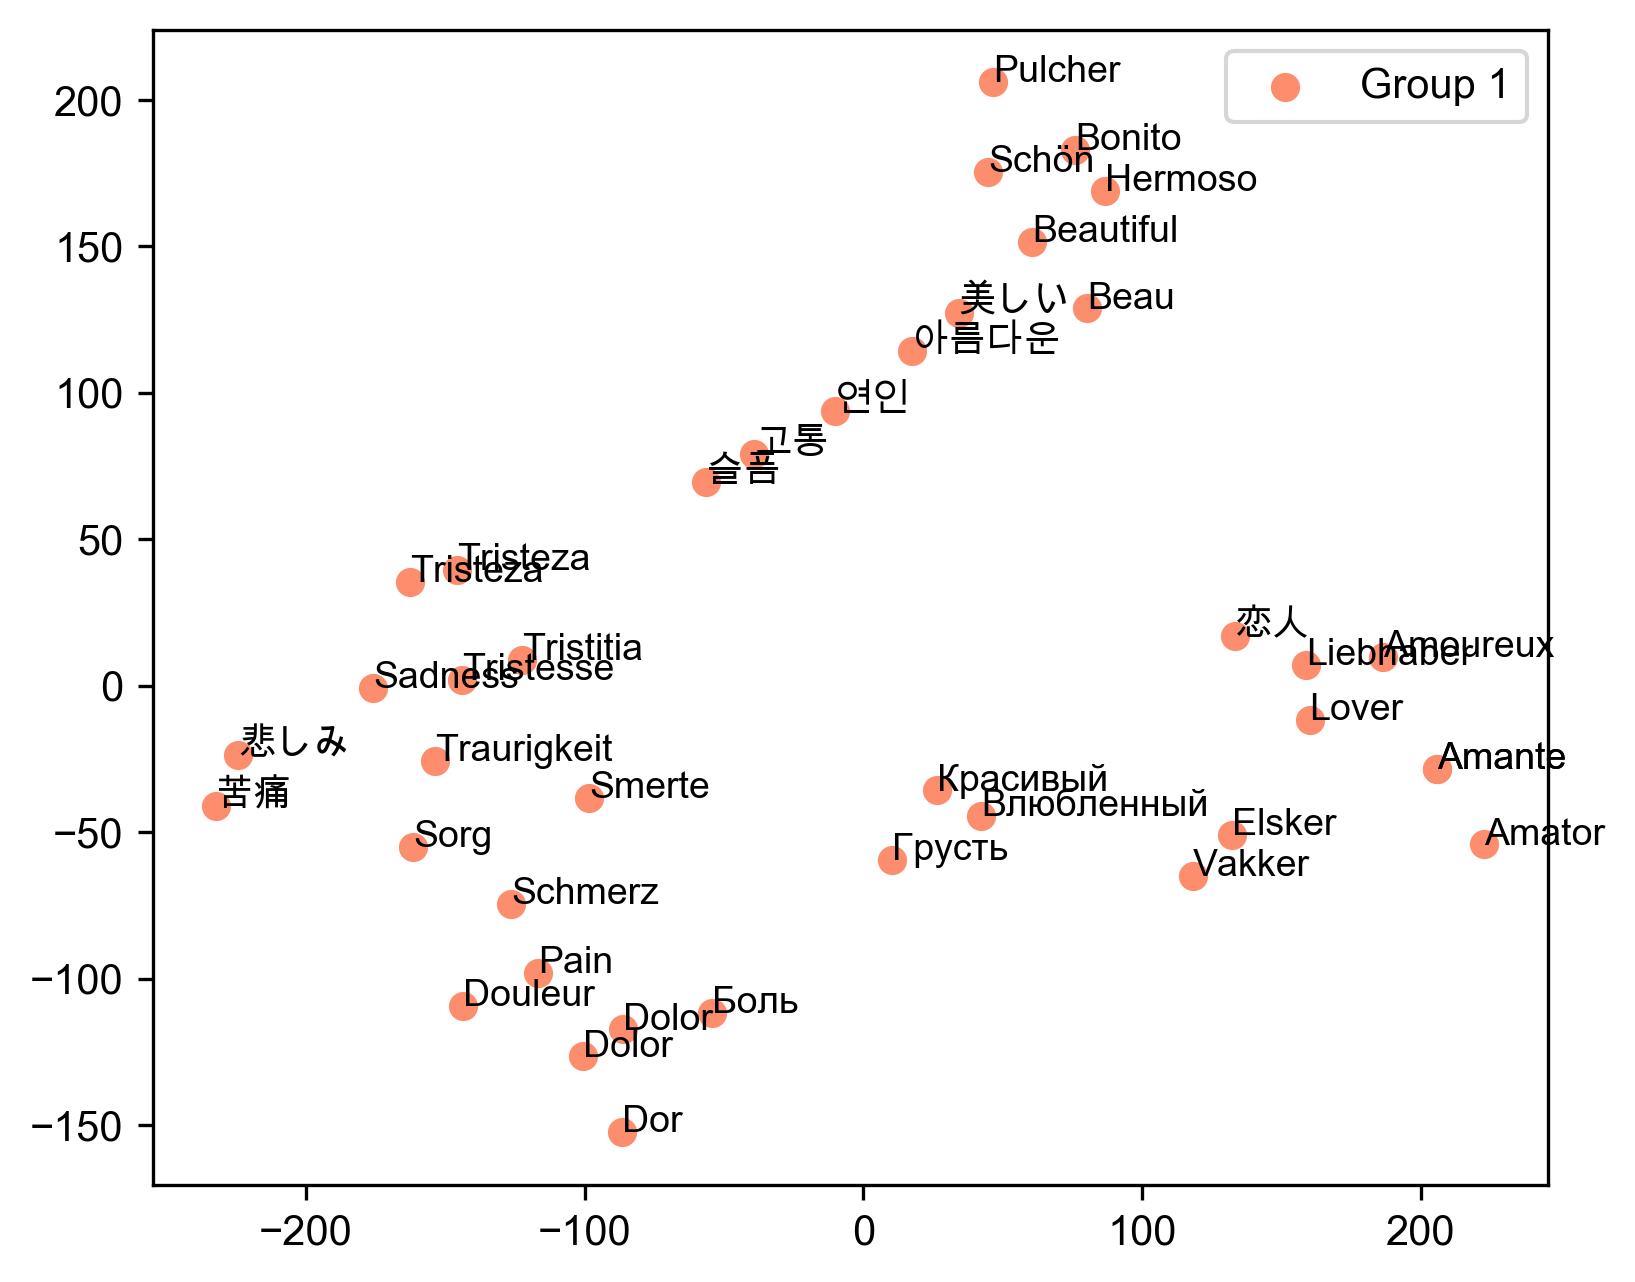 Pulcher
Group 1
Bonito
Schön
Hermoso
Beautiful
美しい
Beau
아름다운
연인
고통
슬픔
Tristeza
Tristeza
恋人
Amoureux
Liebhaber
Tristitia
Tristesse
Sadness
Lover
悲しみ
Traurigkeit
Amante
苦痛
Smerte
Красивый
Влюбленный
Elsker
Sorg
Amator
Грусть
Vakker
Schmerz
Pain
Douleur
Боль
Dolor
Dolor
Dor
200
150
100
50
0
−50
−100
−150
−200
−100
0
100
200